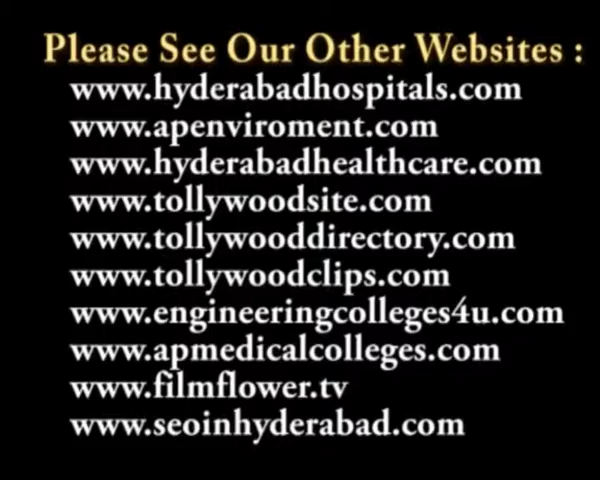 Please See Our Other Websites :
www.hyderabadhospitals.com
www.apenviroment.com
www.hyderabadhealthcare.com
www.tollywoodsite.com
www.tollywooddirectory.com
www.tollywoodclips.com
www.engineeringcolleges4u.com
www.apmedicalcolleges.com
www.filmflower.tv
www.seoinhyderabad.com